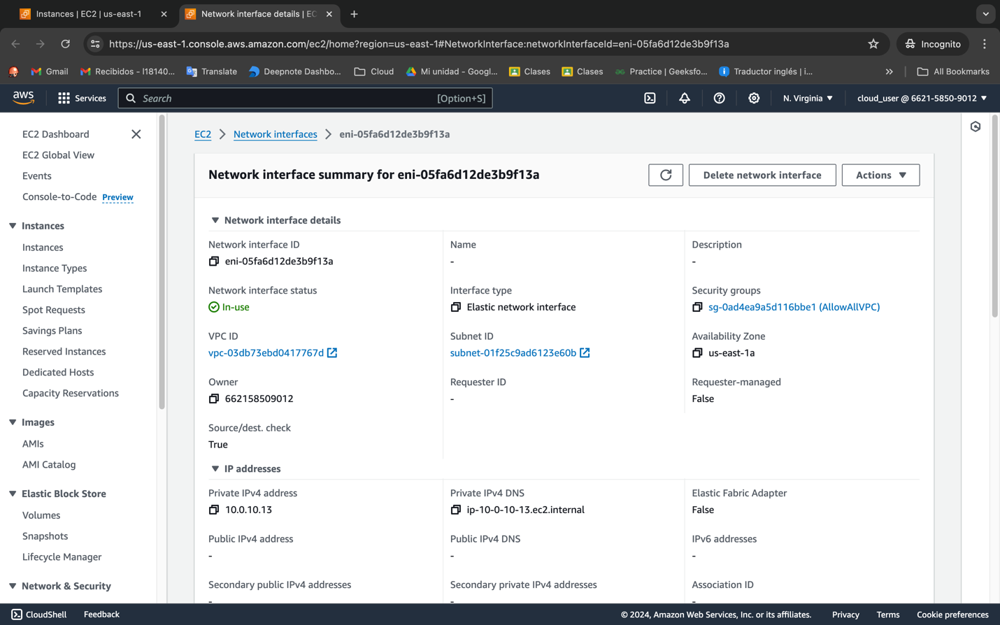 Instances | EC2 | us-east-1
Network interface details | EC
https://us-east-1.console.aws.amazon.com/ec2/home?region=us-east-1#NetworkInterface:networkInterfaceId=eni-05fa6d12de3b9f13a
Incognito
Gmail
Recibidos - l18140...
Translate
Deepnote Dashbo...
Cloud
Mi unidad - Googl...
Clases
Clases
Practice | Geeksfo...
Traductor inglés | i...
All Bookmarks
aws
Services
Search
[Option+S]
N. Virginia
cloud_user @ 6621-5850-9012
EC2 Dashboard
EC2 Global View
Events
Console-to-Code Preview
Instances
Instances
Instance Types
Launch Templates
Spot Requests
Savings Plans
Reserved Instances
Dedicated Hosts
Capacity Reservations
Images
AMIs
AMI Catalog
Elastic Block Store
Volumes
Snapshots
Lifecycle Manager
Network & Security
EC2 > Network interfaces > eni-05fa6d12de3b9f13a
Network interface summary for eni-05fa6d12de3b9f13a
Delete network interface
Actions
Network interface details
Network interface ID
eni-05fa6d12de3b9f13a
Name
-
Description
-
Network interface status
In-use
Interface type
Elastic network interface
Security groups
sg-0ad4ea9a5d116bbe1 (AllowAllVPC)
VPC ID
vpc-03db73ebd0417767d
Subnet ID
subnet-01f25c9ad6123e60b
Availability Zone
us-east-1a
Owner
662158509012
Requester ID
-
Requester-managed
False
Source/dest. check
True
IP addresses
Private IPv4 address
10.0.10.13
Private IPv4 DNS
ip-10-0-10-13.ec2.internal
Elastic Fabric Adapter
False
Public IPv4 address
-
Public IPv4 DNS
-
IPv6 addresses
-
Secondary public IPv4 addresses
-
Secondary private IPv4 addresses
-
Association ID
-
CloudShell
Feedback
© 2024, Amazon Web Services, Inc. or its affiliates.
Privacy
Terms
Cookie preferences